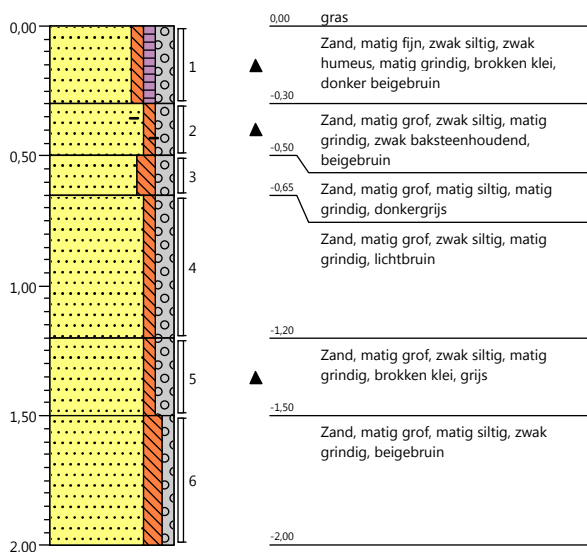 0,00
0,50
1,00
1,50
2.00
1
2
3
4
5
6
0,00
gras
Zand, matig fijn, zwak siltig, zwak
humeus, matig grindig, brokken klei,
donker beigebruin
-0,30
Zand, matig grof, zwak siltig, matig
grindig, zwak baksteenhoudend,
beigebruin
-0,50
Zand, matig grof, matig siltig, matig
grindig, donkergrijs
-0,65
Zand, matig grof, zwak siltig, matig
grindig, lichtbruin
-1,20
Zand, matig grof, zwak siltig, matig
grindig, brokken klei, grijs
-1,50
Zand, matig grof, matig siltig, zwak
grindig, beigebruin
-2,00